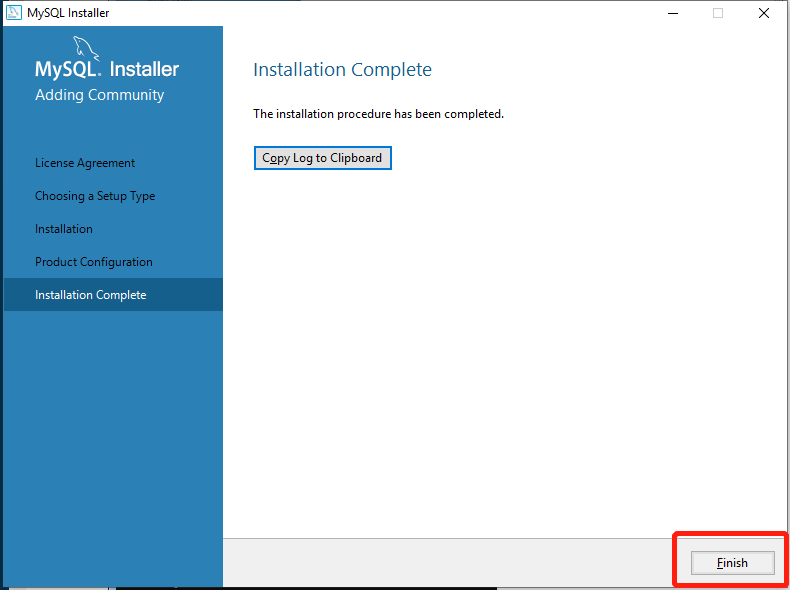 MySQL Installer
MySQL. Installer
Adding Community
License Agreement
Choosing a Setup Type
Installation
Product Configuration
Installation Complete
Installation Complete
The installation procedure has been completed.
Copy Log to Clipboard
Finish